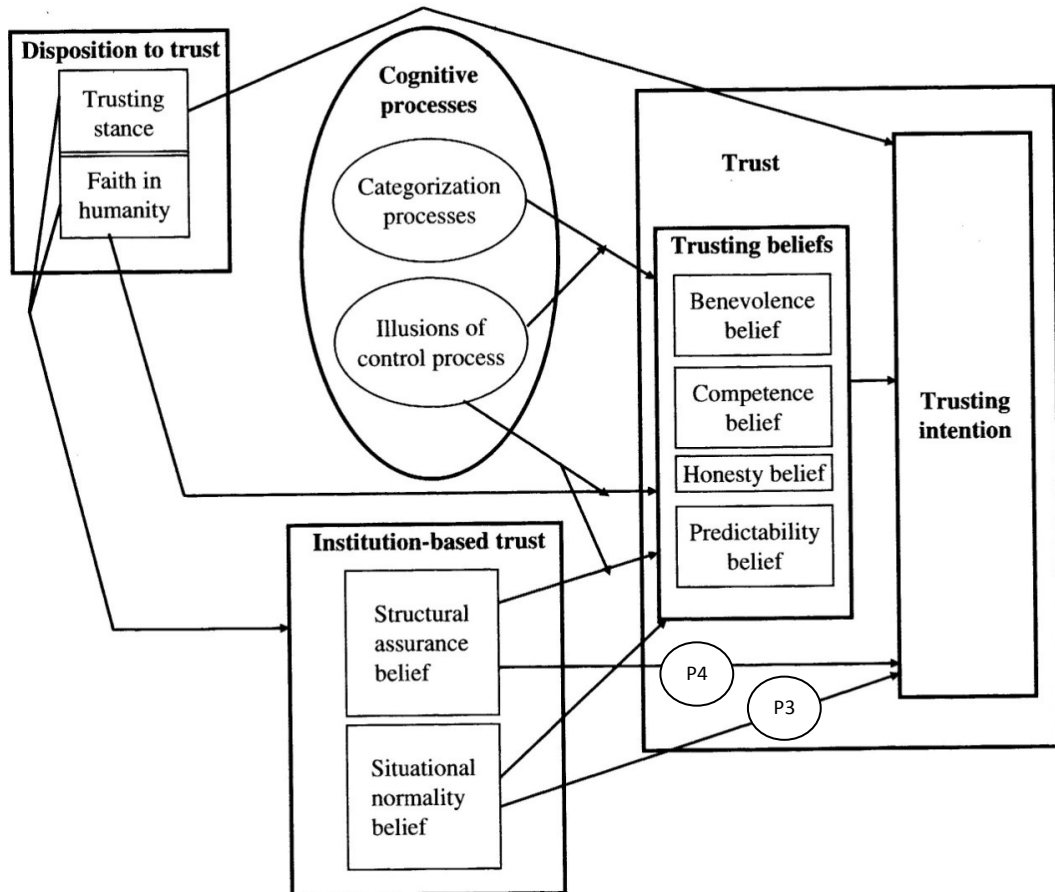 Disposition to trust
Trusting
stance
Faith in
humanity
Cognitive
processes
Categorization
processes
Illusions of
control process
Trust
Trusting beliefs
Benevolence
belief
Competence
belief
Honesty belief
Predictability
belief
Trusting
intention
Institution-based trust
Structural
assurance
belief
Situational
normality
belief
P4
P3